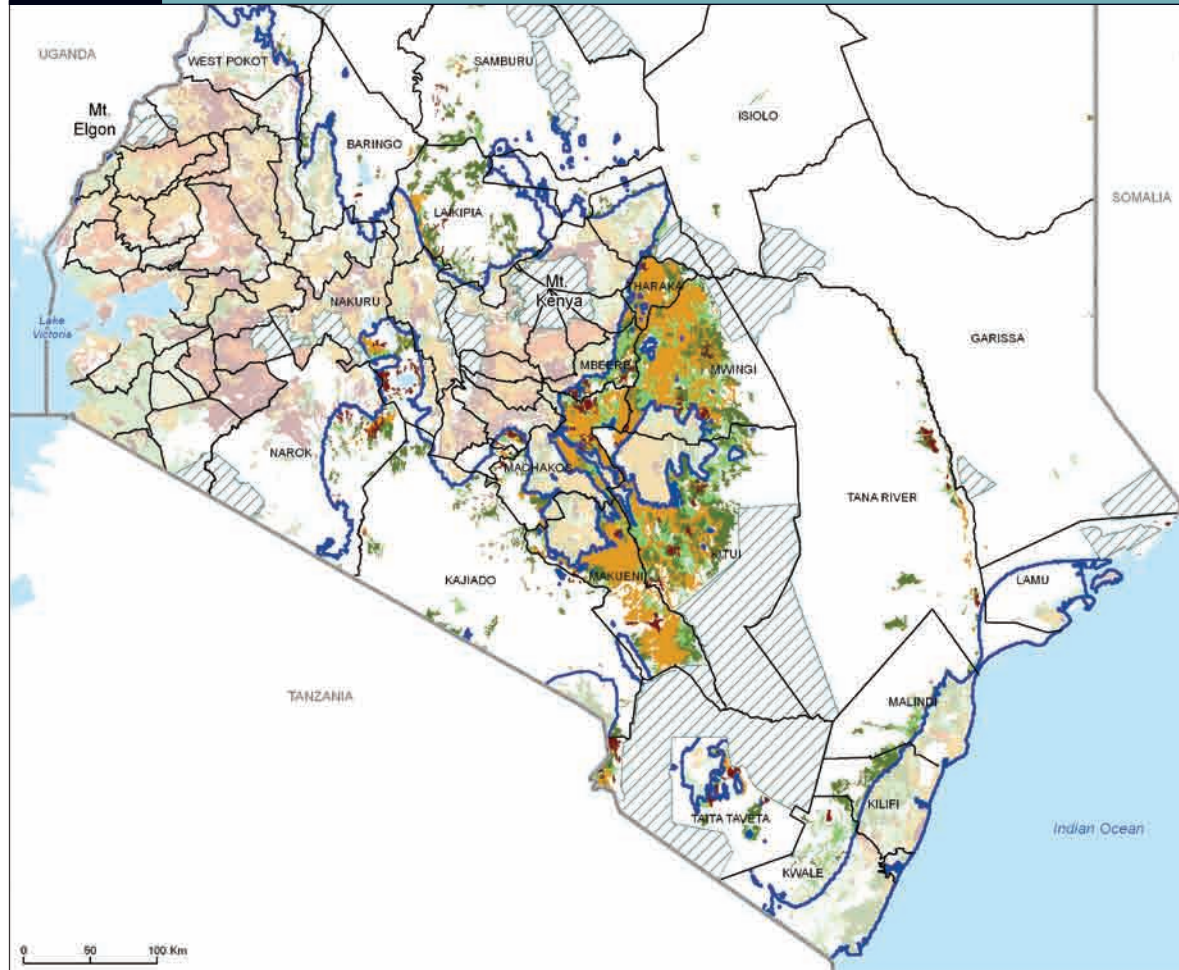 UGANDA
WEST POKOT
SAMBURU
Mt.
Elgon
ISIOLO
BARINGO
SOMALIA
LAIKIPIA
Mt.
Kenya
THARAKA
NAKURU
Lake
Victoria
GARISSA
MBEERE
MWINGI
NAROK
MACHAKOS
TANA RIVER
KITUI
KAJIADO
MAKUENI
LAMU
TANZANIA
MALINDI
KILIFI
TAITA TAVETA
Indian Ocean
KWALE
0 50 100 Km